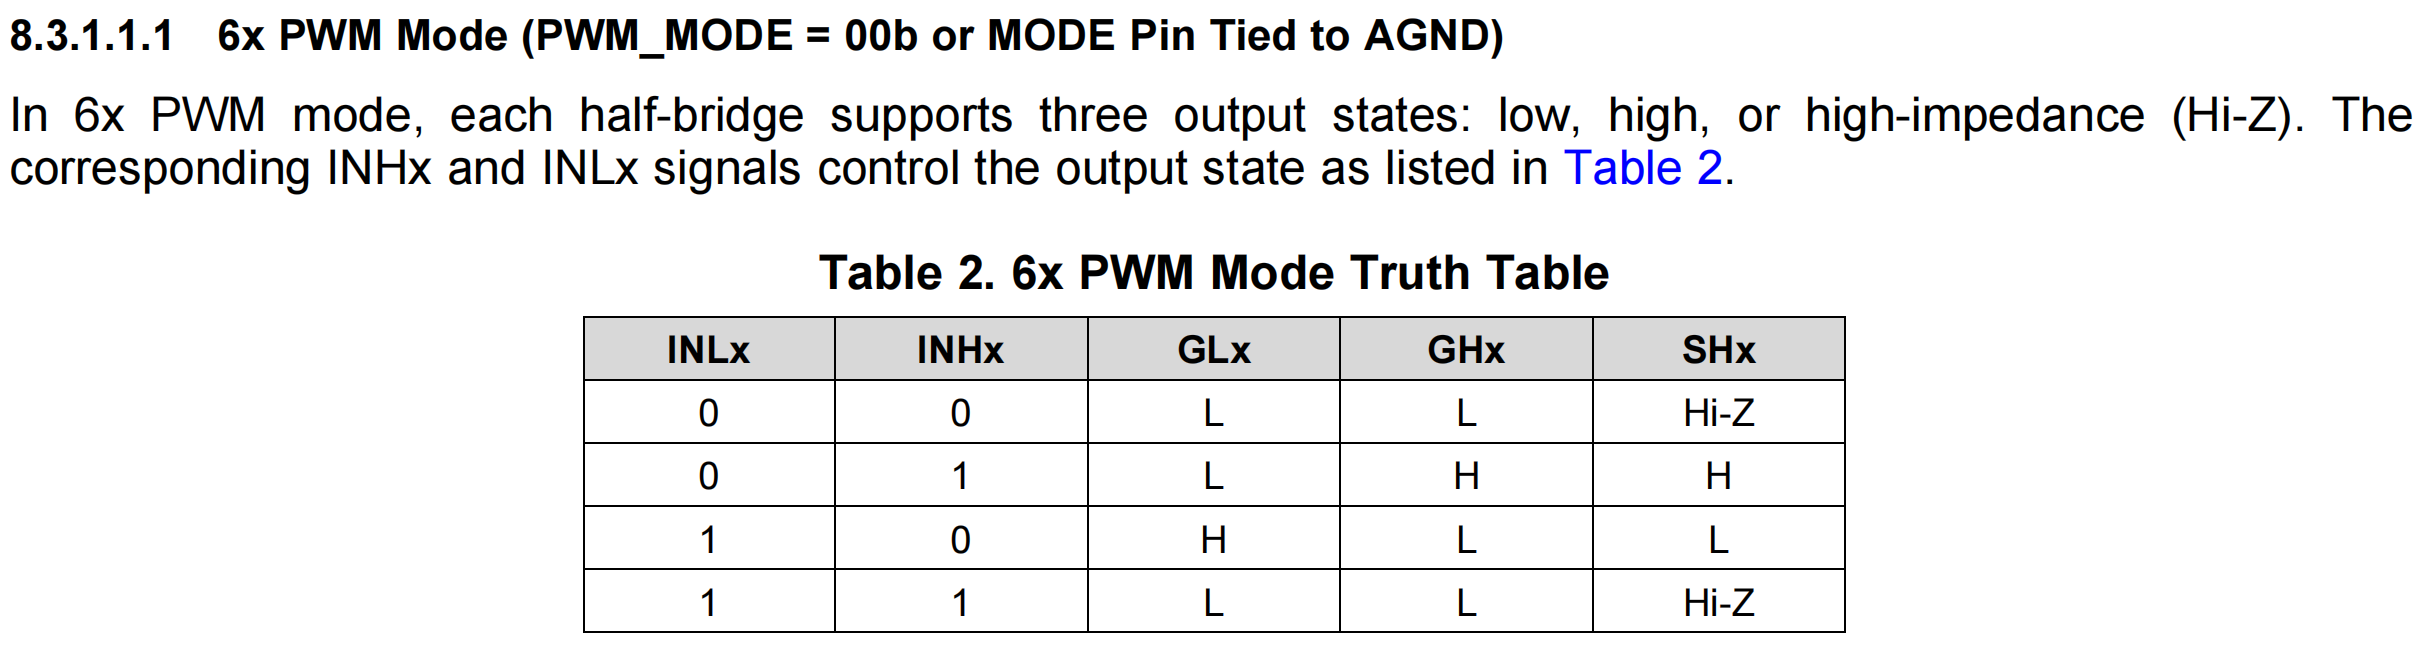 8.3.1.1.1 6x PWM Mode (PWM_MODE = 00b or MODE Pin Tied to AGND)
In 6x PWM mode, each half-bridge supports three output states: low, high, or high-impedance (Hi-Z). The
corresponding INHx and INLx signals control the output state as listed in Table 2.
Table 2. 6x PWM Mode Truth Table
INLx INHx GLx GHx SHx
0 0 L L Hi-Z
0 1 L H H
1 0 H L L
1 1 L L Hi-Z